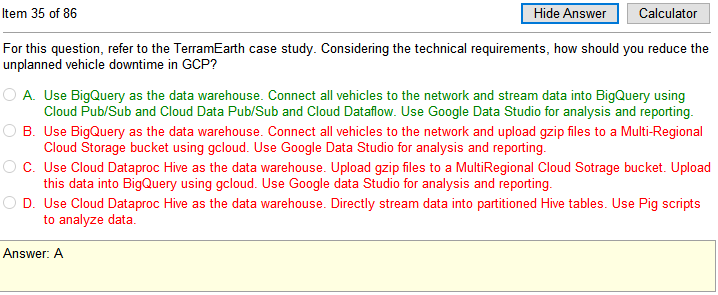 Item 35 of 86
Hide Answer
Calculator
For this question, refer to the TerramEarth case study. Considering the technical requirements, how should you reduce the
unplanned vehicle downtime in GCP?
A. Use BigQuery as the data warehouse. Connect all vehicles to the network and stream data into BigQuery using
Cloud Pub/Sub and Cloud Data Pub/Sub and Cloud Dataflow. Use Google Data Studio for analysis and reporting.
B. Use BigQuery as the data warehouse. Connect all vehicles to the network and upload gzip files to a Multi-Regional
Cloud Storage bucket using gcloud. Use Google Data Studio for analysis and reporting.
C. Use Cloud Dataproc Hive as the data warehouse. Upload gzip files to a MultiRegional Cloud Sotrage bucket. Upload
this data into BigQuery using gcloud. Use Google data Studio for analysis and reporting.
D. Use Cloud Dataproc Hive as the data warehouse. Directly stream data into partitioned Hive tables. Use Pig scripts
to analyze data.
Answer: A